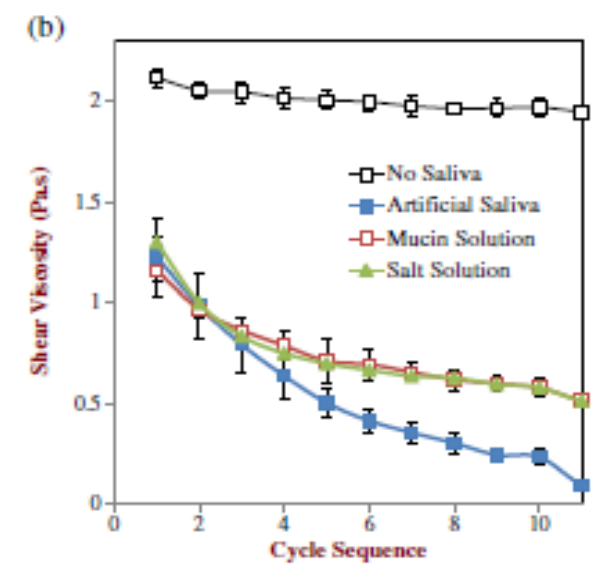 (b)
2
1.5
1
0.5
0
0
2
4
6
8
10
Shear Viscosity (Pa.s)
Cycle Sequence
No Saliva
Artificial Saliva
Mucin Solution
Salt Solution